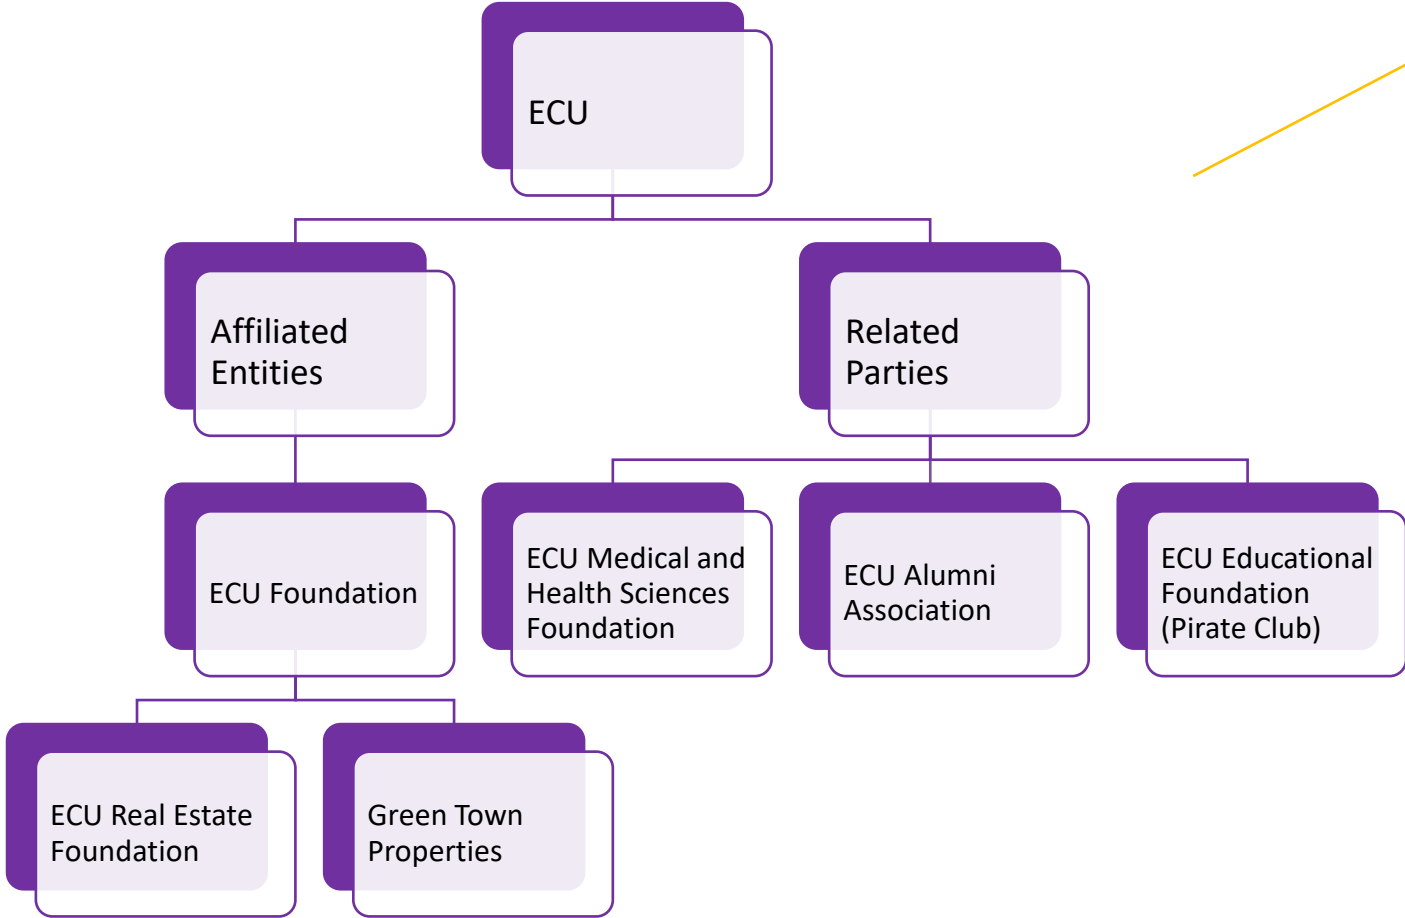 ECU
Affiliated
Entities
Related
Parties
ECU Foundation
ECU Medical and
Health Sciences
Foundation
ECU Alumni
Association
ECU Educational
Foundation
(Pirate Club)
ECU Real Estate
Foundation
Green Town
Properties